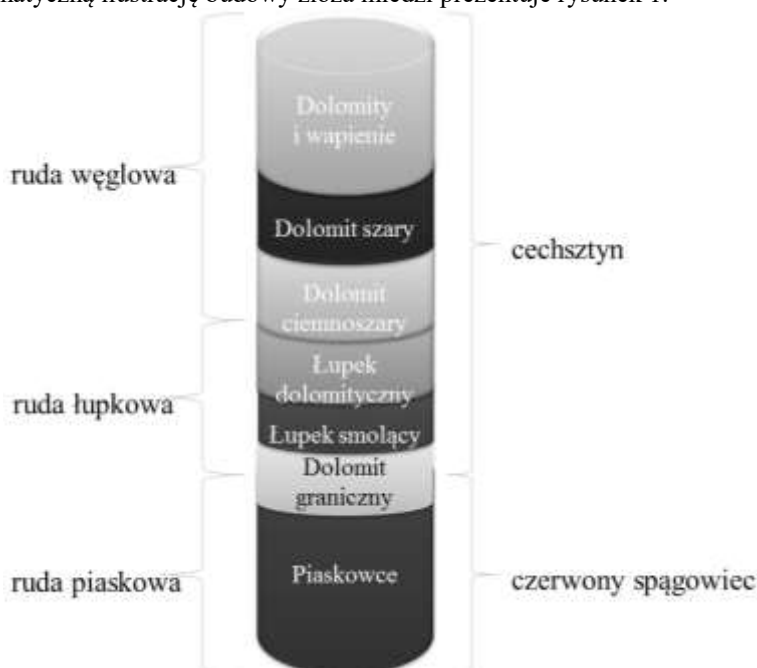 Dolomity
i wapienie
ruda węglowa
Dolomit szary
cechsztyn
Dolomit
ciemnoszary
Łupek
dolomityczny
ruda łupkowa
Łupek smolący
Dolomit
graniczny
ruda piaskowa
Piaskowce
czerwony spągowiec